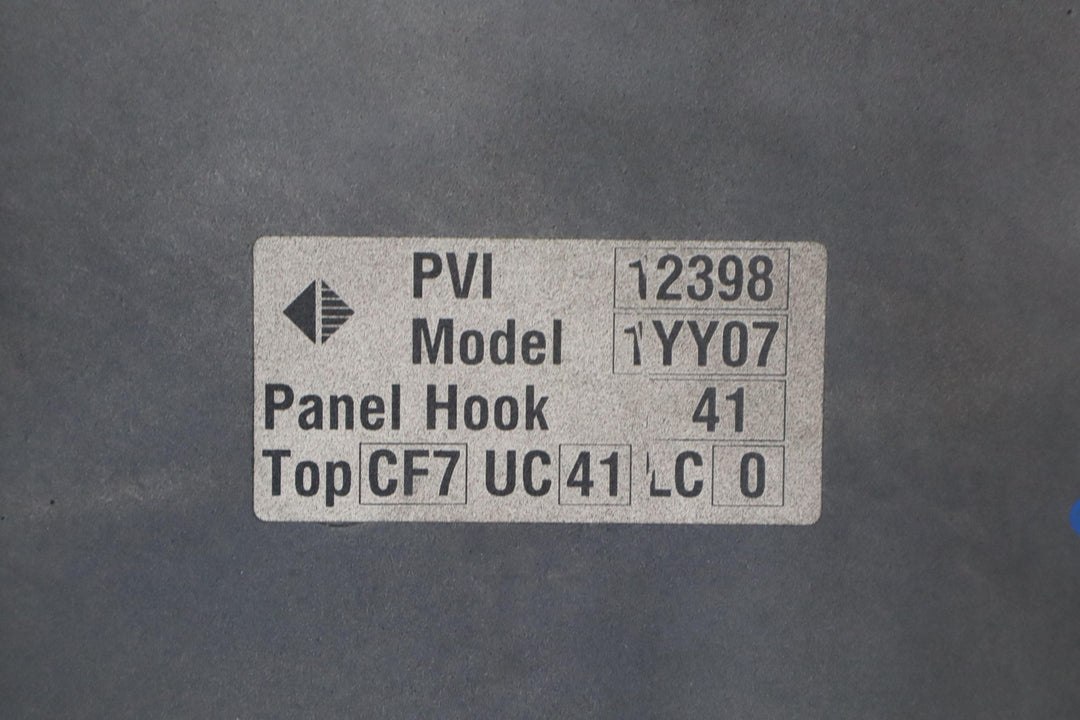 PVI 12398
Model 1YY07
Panel Hook 41
Top CF7 UC 41 LC 0